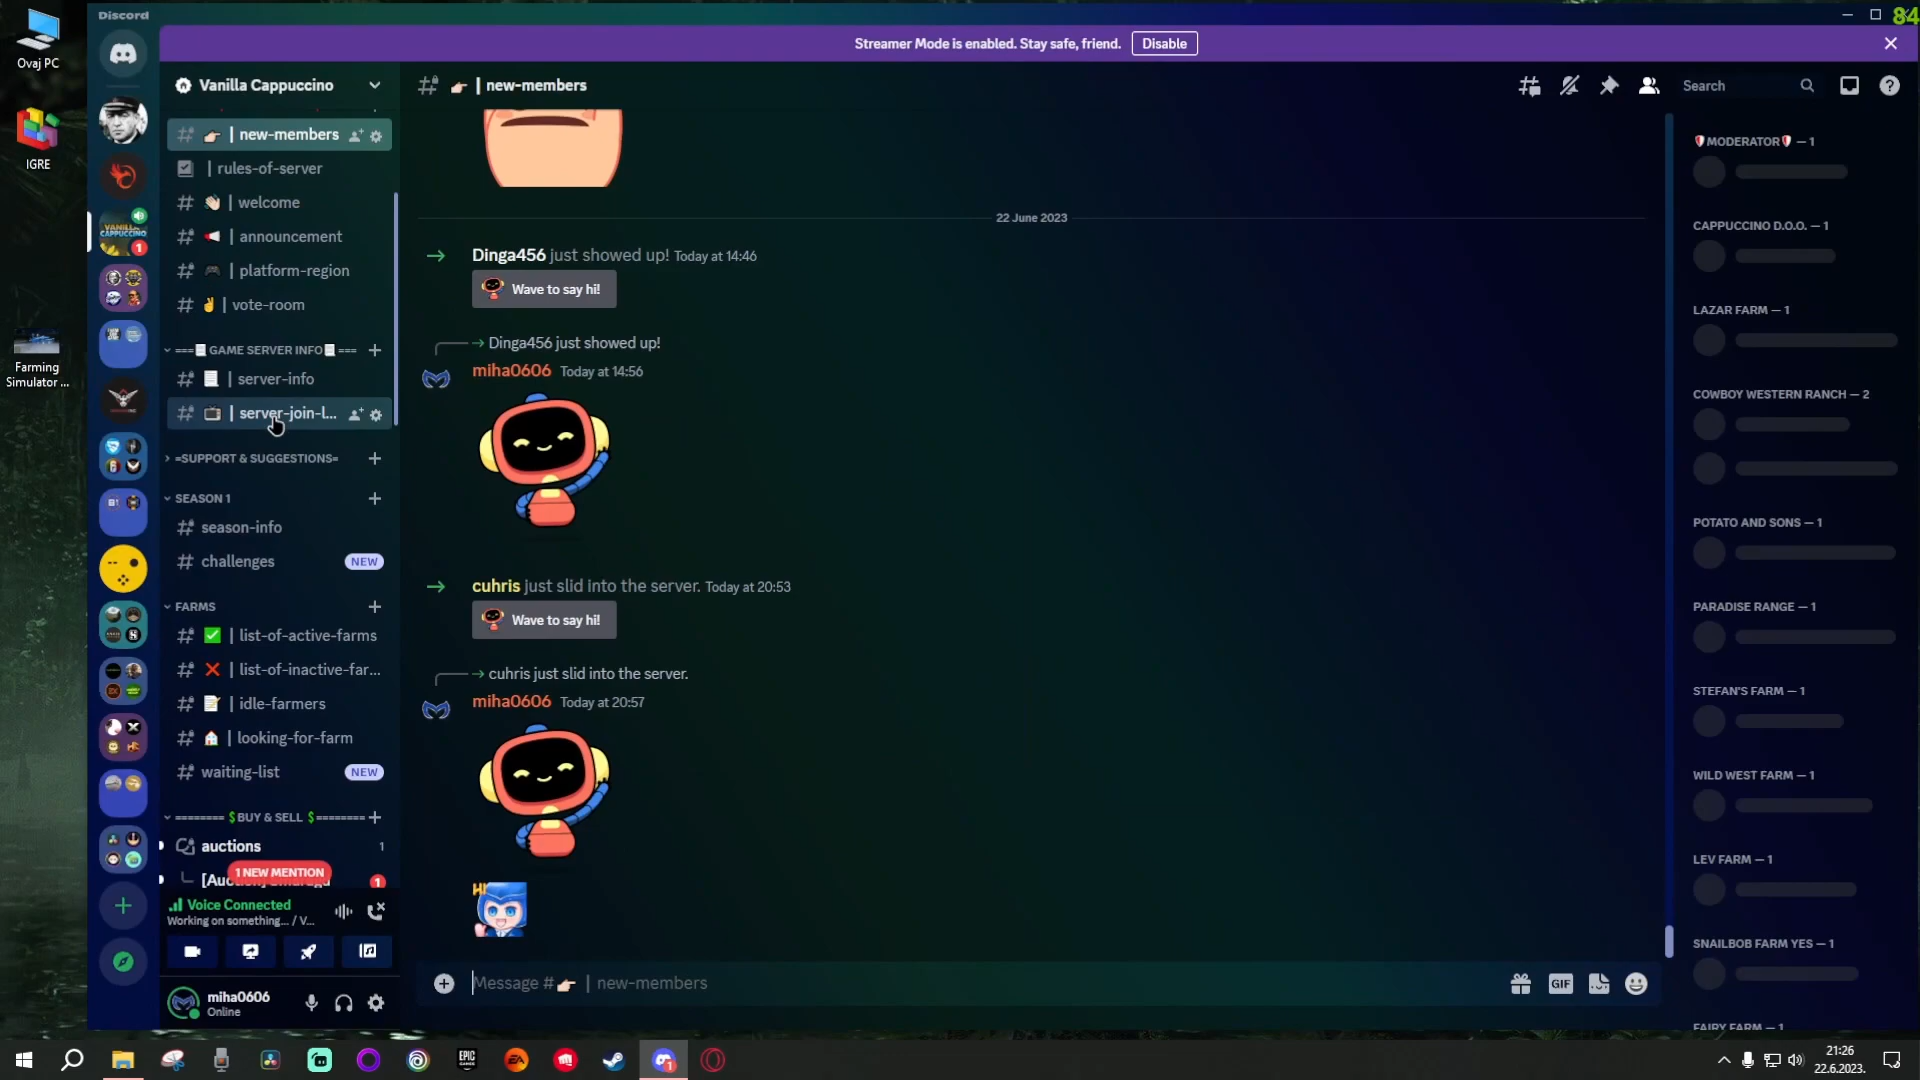 Ovaj PC
IGRE
Farming
Simulator ...
Discord
84
Streamer Mode is enabled. Stay safe, friend.
Disable
Vanilla Cappuccino
| new-members
| rules-of-server
| welcome
| announcement
| platform-region
| vote-room
===📃GAME SERVER INFO📃===
| server-info
| server-join-l...
=SUPPORT & SUGGESTIONS=
SEASON 1
season-info
challenges
NEW
FARMS
| list-of-active-farms
| list-of-inactive-far...
| idle-farmers
| looking-for-farm
waiting-list
NEW
======== $BUY & SELL $========
auctions
1
1 NEW MENTION
1
Voice Connected
Working on something... / V...
miha0606
Online
VANILLA
CAPPUCCINO
1
| new-members
Search
22 June 2023
Dinga456 just showed up! Today at 14:46
Wave to say hi!
Dinga456 just showed up!
miha0606 Today at 14:56
cuhris just slid into the server. Today at 20:53
Wave to say hi!
cuhris just slid into the server.
miha0606 Today at 20:57
Message #👉 | new-members
GIF
MODERATOR — 1
CAPPUCCINO D.O.O. — 1
LAZAR FARM — 1
COWBOY WESTERN RANCH — 2
POTATO AND SONS — 1
PARADISE RANGE — 1
STEFAN'S FARM — 1
WILD WEST FARM — 1
LEV FARM — 1
SNAILBOB FARM YES — 1
FAIRY FARM — 1
EPIC
GAMES
EA
1
21:26
22.6.2023.